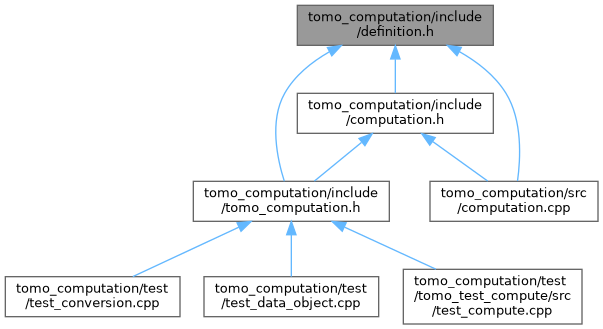 tomo_computation/include
/definition.h
tomo_computation/include
/computation.h
tomo_computation/include
/tomo_computation.h
tomo_computation/src
/computation.cpp
tomo_computation/test
/test_conversion.cpp
tomo_computation/test
/test_data_object.cpp
tomo_computation/test
/tomo_test_compute/src
/test_compute.cpp